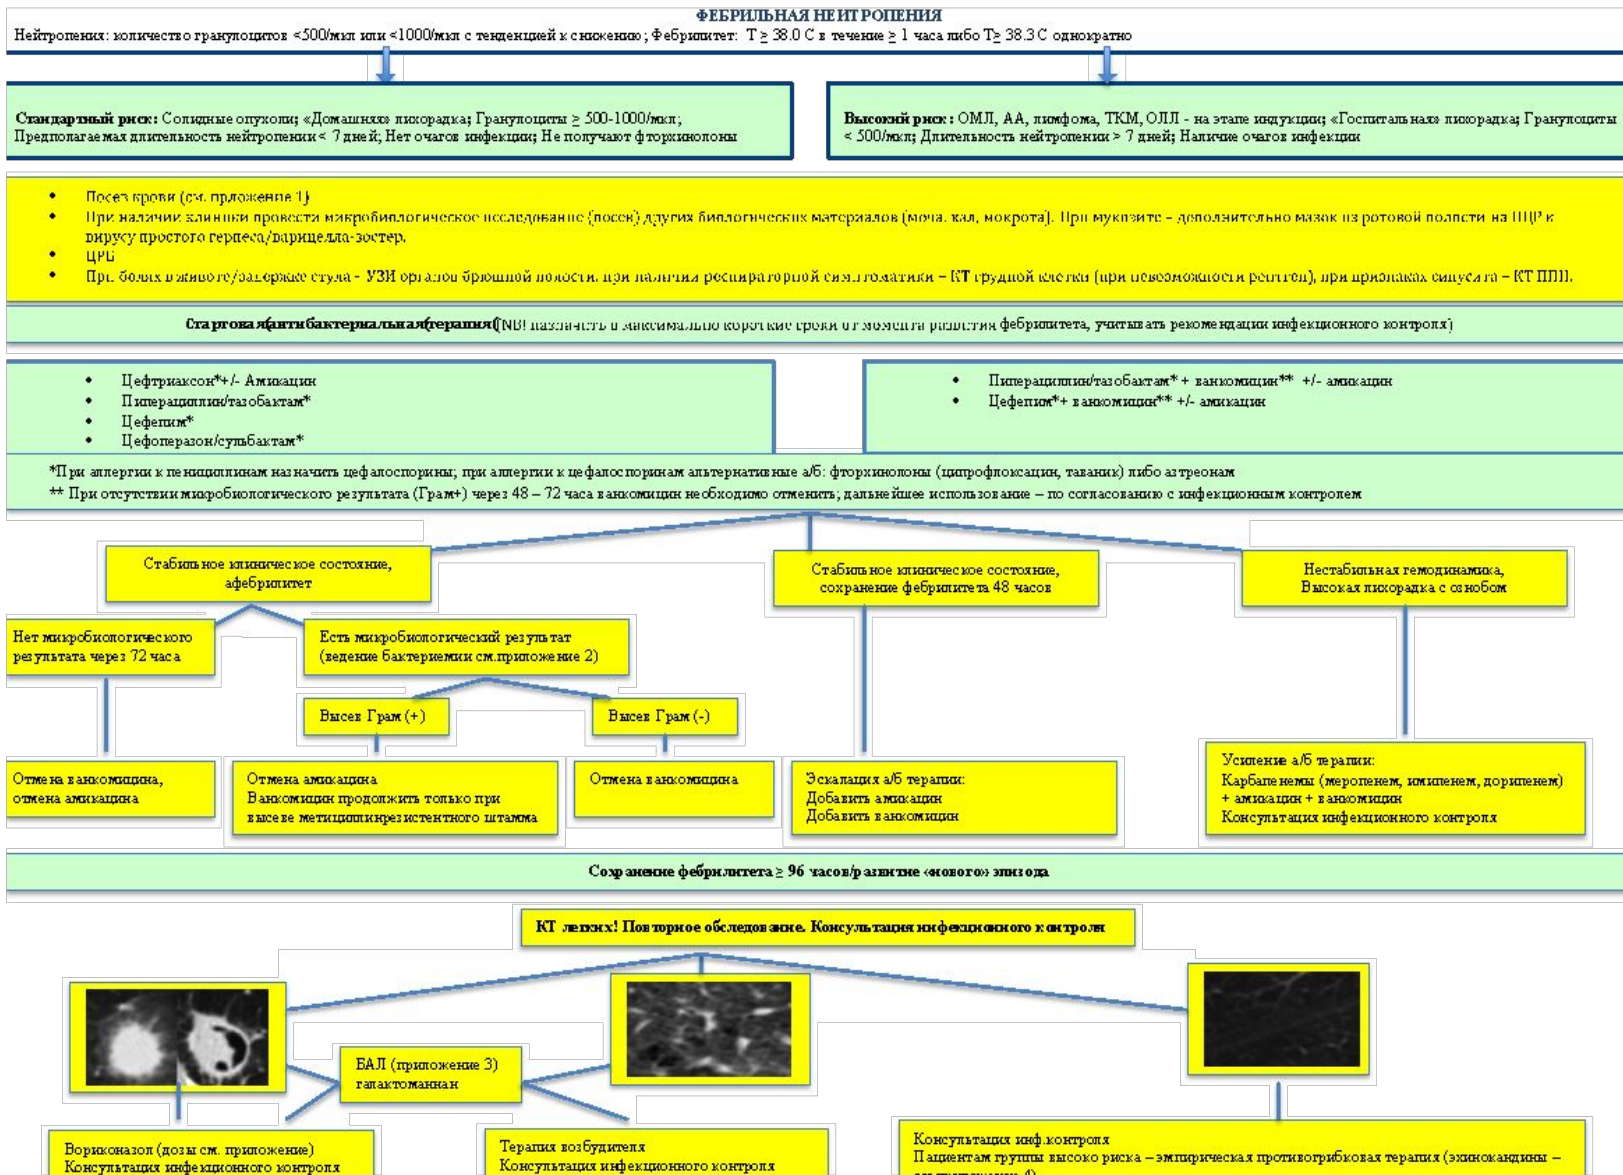 ФЕБРИЛЬНАЯ НЕЙТРОПЕНИЯ
Нейтропения: количество гранулоцитов <500/мкл или <1000/мкл с тенденцией к снижению; Фебрилитет: Т ≥ 38.0 С в течение ≥ 1 часа либо Т≥ 38.3 С однократно
Стандартный риск: Солидные опухоли; «Домашняя» лихорадка; Гранулоциты ≥ 500-1000/мкл;
Предполагаемая длительность нейтропении < 7 дней; Нет очагов инфекции; Не получают фторхинолоны
Высокий риск: ОМЛ, АА, лимфома, ТКМ, ОЛЛ - на этапе индукции; «Госпитальная» лихорадка; Гранулоциты
< 500/мкл; Длительность нейтропении > 7 дней; Наличие очагов инфекции
• Посев крови (см. приложение 1)
• При наличии клиники провести микробиологическое исследование (посев) других биологических материалов (моча, кал, мокрота). При мукозите – дополнительно мазок из ротовой полости на ПЦР к
вирусу простого герпеса/варицелла-зостер.
• ЦРБ
• При болях в животе/задержке стула - УЗИ органов брюшной полости, при наличии респираторной симптоматики – КТ грудной клетки (при невозможности рентген), при признаках синусита – КТ ППН.
Стартовая(антибактериальная(терапия((NB! назначить в максимально короткие сроки от момента развития фебрилитета, учитывать рекомендации инфекционного контроля)
• Цефтриаксон*+/- Амикацин
• Пиперациллин/тазобактам*
• Цефепим*
• Цефоперазон/сульбактам*
• Пиперациллин/тазобактам* + ванкомицин** +/- амикацин
• Цефепим*+ ванкомицин** +/- амикацин
*При аллергии к пенициллинам назначить цефалоспорины; при аллергии к цефалоспоринам альтернативные а/б: фторхинолоны (ципрофлоксацин, таваник) либо азтреонам
** При отсутствии микробиологического результата (Грам+) через 48 – 72 часа ванкомицин необходимо отменить; дальнейшее использование – по согласованию с инфекционным контролем
Стабильное клиническое состояние,
афебрилитет
Стабильное клиническое состояние,
сохранение фебрилитета 48 часов
Нестабильная гемодинамика,
Высокая лихорадка с ознобом
Нет микробиологического
результата через 72 часа
Есть микробиологический результат
(ведение бактериемии см.приложение 2)
Высев Грам (+)
Высев Грам (-)
Отмена ванкомицина,
отмена амикацина
Отмена амикацина
Ванкомицин продолжить только при
высеве метициллинрезистентного штамма
Отмена ванкомицина
Эскалация а/б терапии:
Добавить амикацин
Добавить ванкомицин
Усиление а/б терапии:
Карбапенемы (меропенем, имипенем, дорипенем)
+ амикацин + ванкомицин
Консультация инфекционного контроля
Сохранение фебрилитета ≥ 96 часов/развитие «нового» эпизода
КТ легких! Повторное обследование. Консультация инфекционного контроля
БАЛ (приложение 3)
галактоманнан
Вориконазол (дозы см. приложение)
Консультация инфекционного контроля
Терапия возбудителя
Консультация инфекционного контроля
Консультация инф.контроля
Пациентам группы высоко риска – эмпирическая противогрибковая терапия (эхинокандины –